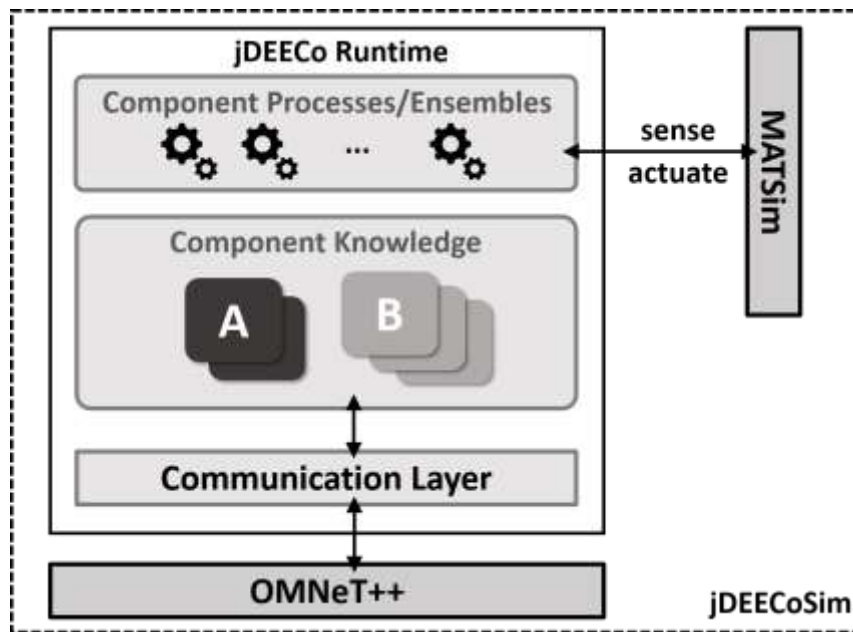 jDEECo Runtime
Component Processes/Ensembles
...
sense
actuate
MATSim
Component Knowledge
A
B
Communication Layer
OMNeT++
jDEECoSim